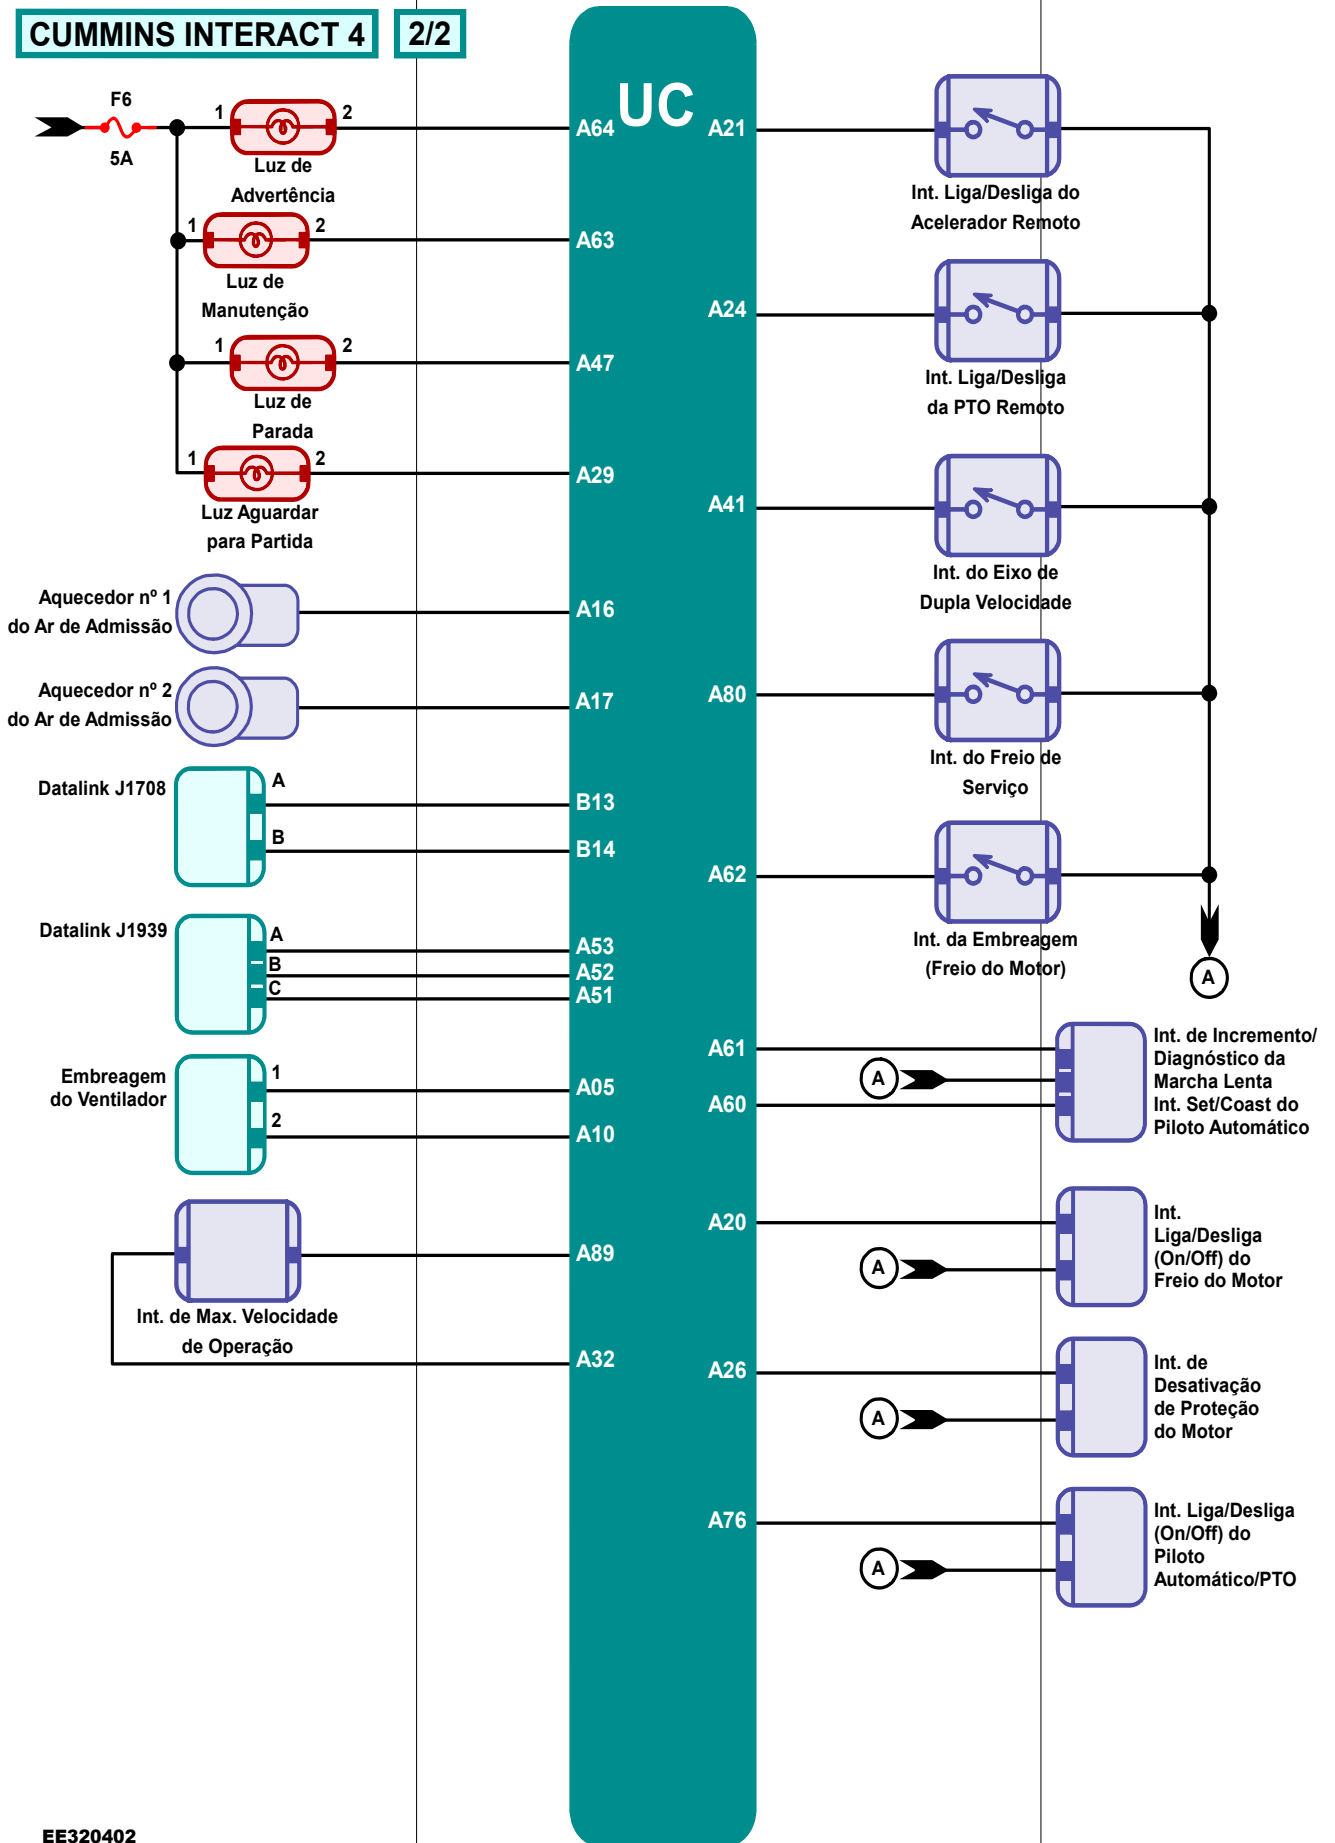 CUMMINS INTERACT 4
2/2
UC
F6
5A
1
2
Luz de
Advertência
A64
1
2
Luz de
Manutenção
A63
1
2
Luz de
Parada
A47
1
2
Luz Aguardar
para Partida
A29
Aquecedor nº 1
do Ar de Admissão
A16
Aquecedor nº 2
do Ar de Admissão
A17
Datalink J1708
A
B
B13
B14
Datalink J1939
A
B
C
A53
A52
A51
Embreagem
do Ventilador
1
2
A05
A10
Int. de Max. Velocidade
de Operação
A89
A32
A21
Int. Liga/Desliga do
Acelerador Remoto
A24
Int. Liga/Desliga
da PTO Remoto
A41
Int. do Eixo de
Dupla Velocidade
A80
Int. do Freio de
Serviço
A62
Int. da Embreagem
(Freio do Motor)
A
A61
A
A60
Int. de Incremento/
Diagnóstico da
Marcha Lenta
Int. Set/Coast do
Piloto Automático
A20
A
Int.
Liga/Desliga
(On/Off) do
Freio do Motor
A26
A
Int. de
Desativação
de Proteção
do Motor
A76
A
Int. Liga/Desliga
(On/Off) do
Piloto
Automático/PTO
EE320402